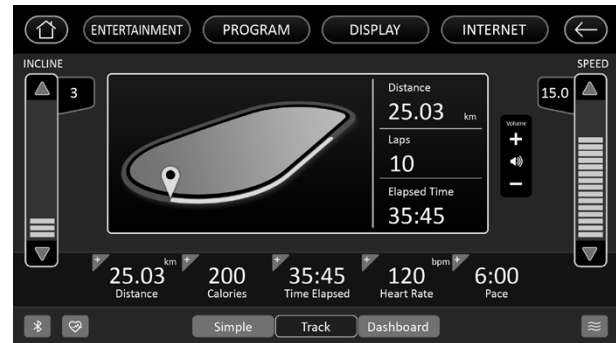 ENTERTAINMENT PROGRAM DISPLAY INTERNET
INCLINE
SPEED
3
15.0
Distance
25.03 km
Laps
10
Elapsed Time
35:45
Volume
+
−
+ km + + + bpm +
25.03 200 35:45 120 6:00
Distance Calories Time Elapsed Heart Rate Pace
Simple Track Dashboard